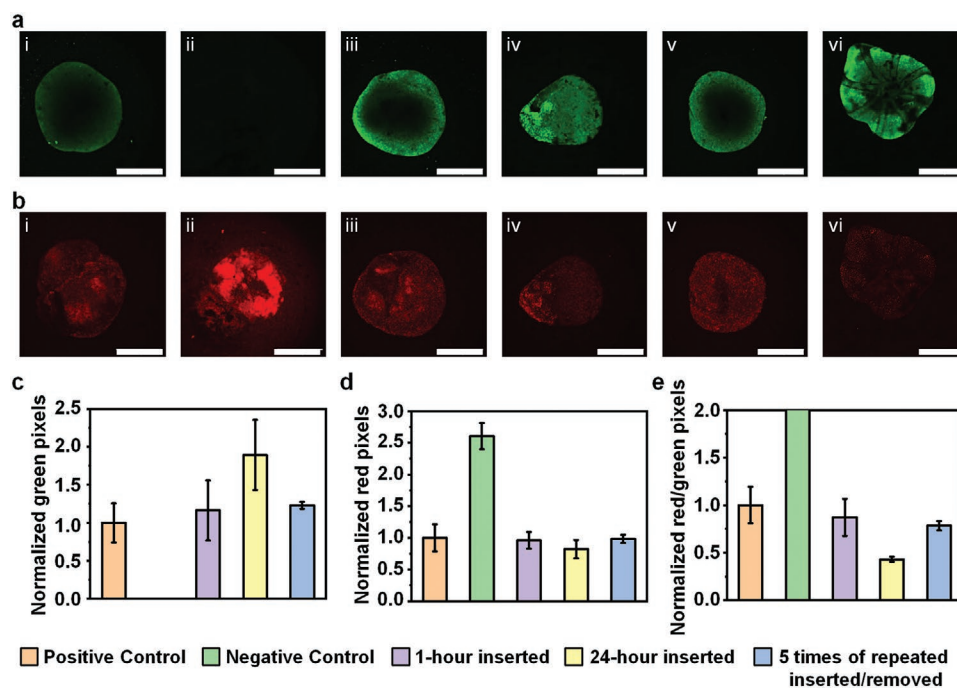 a
i ii iii iv v vi
b
i ii iii iv v vi
c d e
Normalized green pixels
2.5
2.0
1.5
1.0
0.5
0.0
Normalized red pixels
3.0
2.5
2.0
1.5
1.0
0.5
0.0
Normalized red/green pixels
2.0
1.5
1.0
0.5
0.0
Positive Control Negative Control 1-hour inserted 24-hour inserted 5 times of repeated
inserted/removed